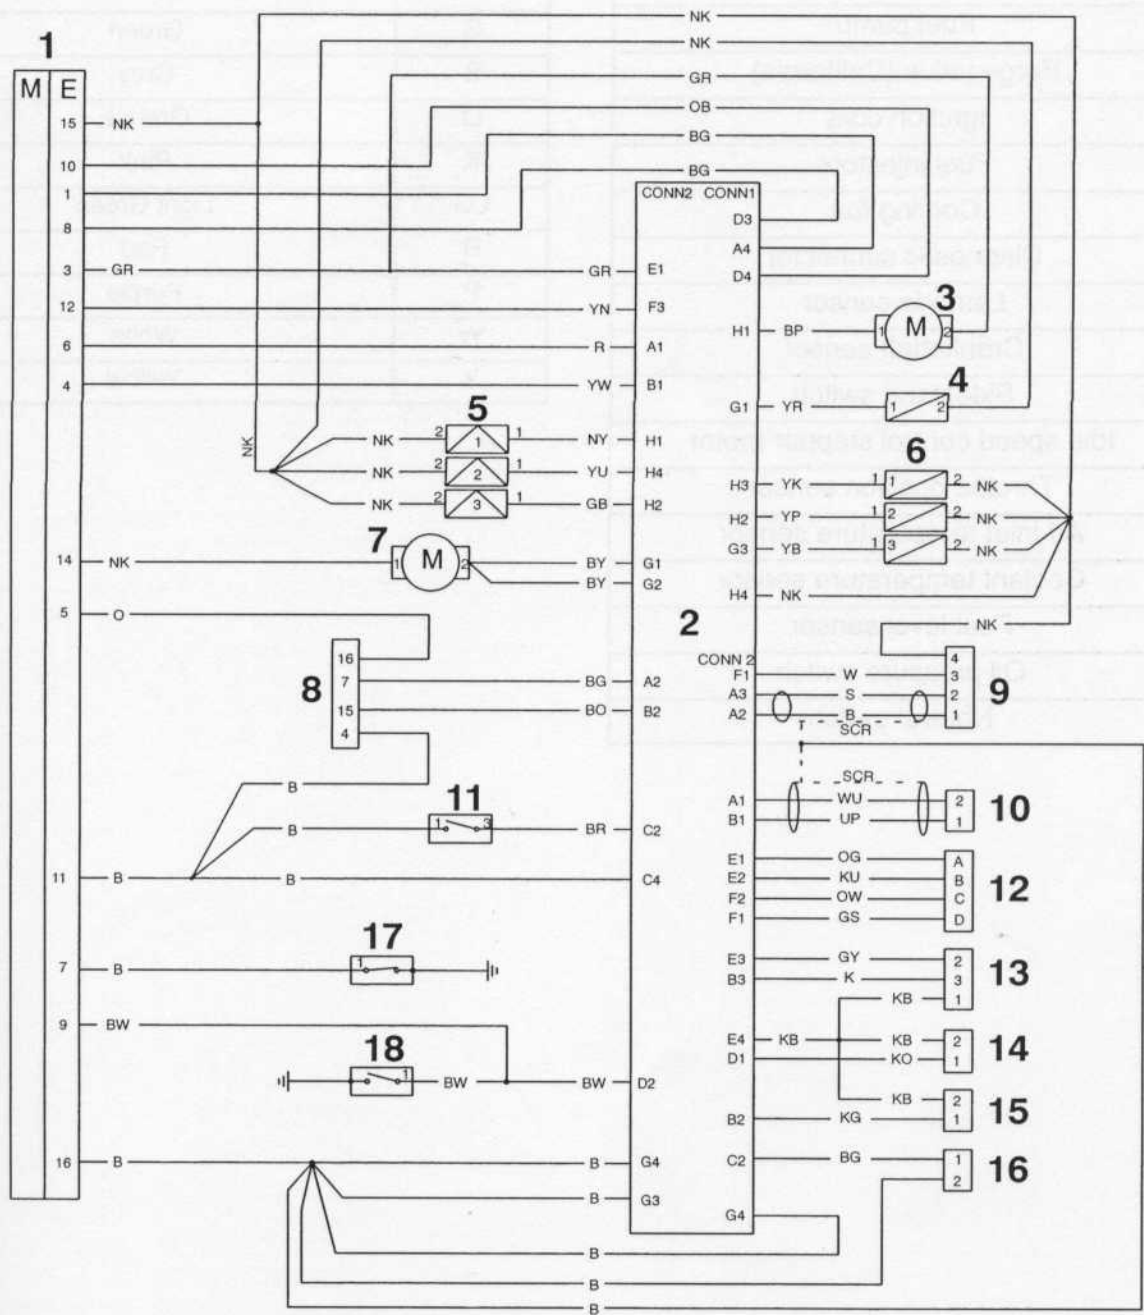 NK
NK
1
GR
M E
OB
15 NK
BG
10
BG
1
CONN2 CONN1
8
D3
A4
3 GR GR E1
D4
12 YN F3
3
H1 BP 1 M 2
6 R A1
4 YW B1
4
G1 YR 1 2
5
NK
NK 2 1 1 NY H1
6
NK 2 2 1 YU H4
H3 YK 1 1 2 NK
NK 2 3 1 GB H2
H2 YP 1 2 2 NK
7
G3 YB 1 3 2 NK
14 NK 1 M 2 BY G1
BY G2
H4 NK
5 O
2
NK
16
CONN 2
4
8
F1 W 3
7 BG A2
A3 S 2
9
15 BO B2
A2 B 1
4
SCR
SCR
B
11
A1 WU 2
10
B 1 3 BR C2
B1 UP 1
E1 OG A
11 B B C4
E2 KU B
12
F2 OW C
F1 GS D
17
E3 GY 2
13
7 B 1
B3 K 3
KB 1
9 BW
E4 KB KB 2
14
18
D1 KO 1
1 BW BW D2
KB 2
15
B2 KG 1
16 B B G4
C2 BG 1
16
2
B G3
G4
B
B
B